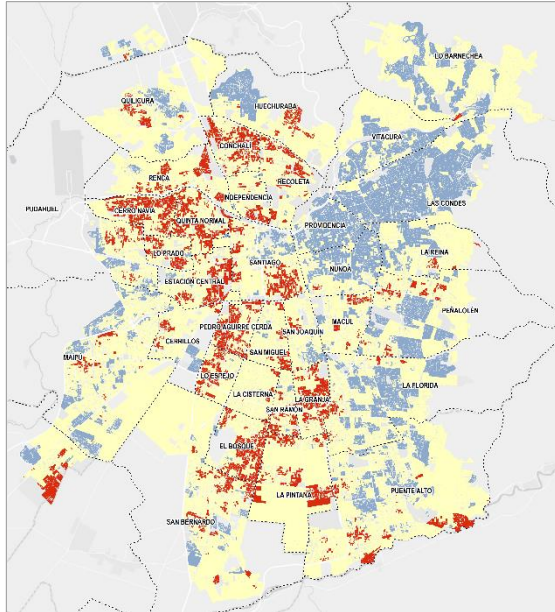 LO BARNECHEA
QUILICURA
HUECHURABA
VITACURA
CONCHALÍ
RENCA
RECOLETA
INDEPENDENCIA
LAS CONDES
PUDAHUEL
CERRO NAVIA
QUINTA NORMAL
PROVIDENCIA
LO PRADO
SANTIAGO
LA REINA
ÑUÑOA
ESTACIÓN CENTRAL
PEÑALOLÉN
MACUL
PEDRO AGUIRRE CERDA
SAN JOAQUÍN
CERRILLOS
SAN MIGUEL
MAIPÚ
LO ESPEJO
LA FLORIDA
LA CISTERNA
LA GRANJA
SAN RAMÓN
EL BOSQUE
PUENTE ALTO
LA PINTANA
SAN BERNARDO